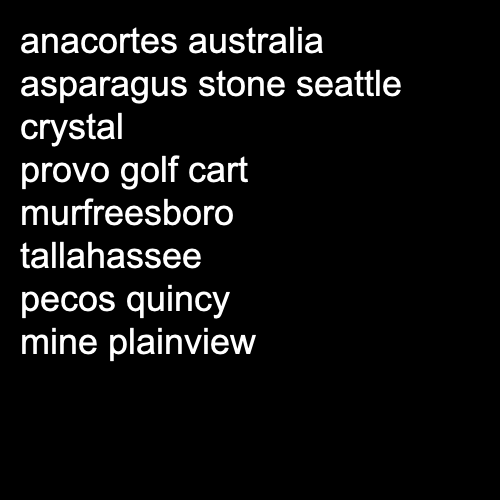 anacortes australia
asparagus stone seattle
crystal
provo golf cart
murfreesboro
tallahassee
pecos quincy
mine plainview